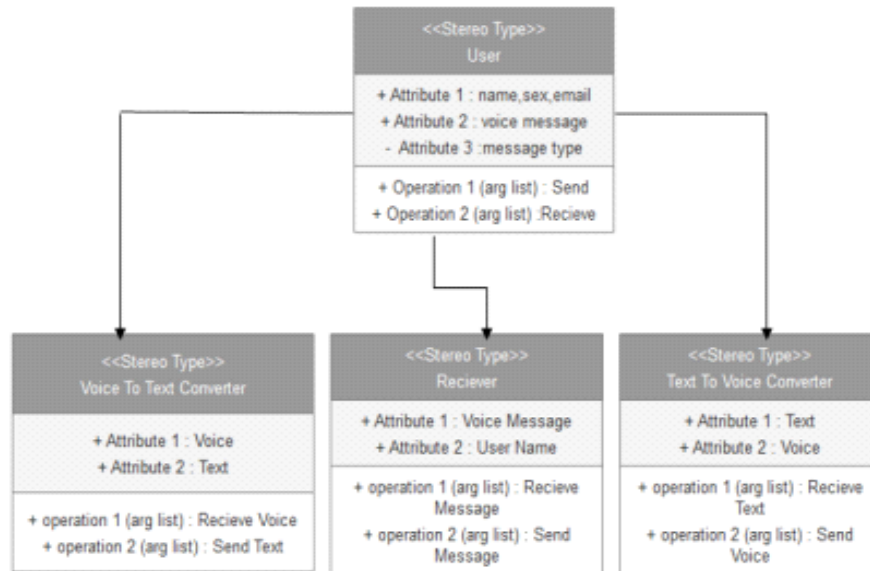 <<Stereo Type>>
User
+ Attribute 1 : name,sex,email
+ Attribute 2 : voice message
- Attribute 3 :message type
+ Operation 1 (arg list) : Send
+ Operation 2 (arg list) :Recieve
<<Stereo Type>>
Voice To Text Converter
+ Attribute 1 : Voice
+ Attribute 2 : Text
+ operation 1 (arg list) : Recieve Voice
+ operation 2 (arg list) : Send Text
<<Stereo Type>>
Reciever
+ Attribute 1 : Voice Message
+ Attribute 2 : User Name
+ operation 1 (arg list) : Recieve
Message
+ operation 2 (arg list) : Send
Message
<<Stereo Type>>
Text To Voice Converter
+ Attribute 1 : Text
+ Attribute 2 : Voice
+ operation 1 (arg list) : Recieve
Text
+ operation 2 (arg list) : Send
Voice